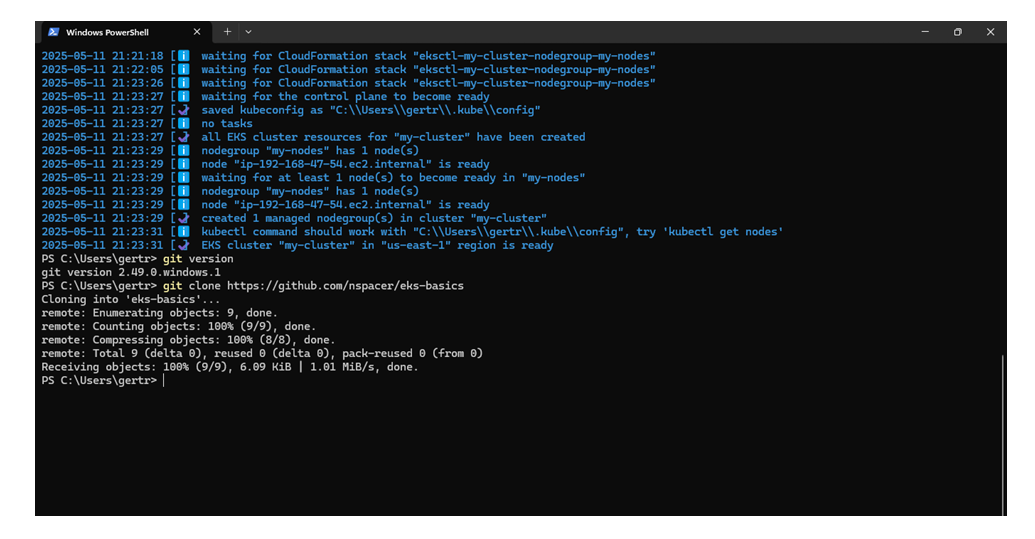 Windows PowerShell
2025-05-11 21:21:18 [ℹ]  waiting for CloudFormation stack "eksctl-my-cluster-nodegroup-my-nodes"
2025-05-11 21:22:05 [ℹ]  waiting for CloudFormation stack "eksctl-my-cluster-nodegroup-my-nodes"
2025-05-11 21:23:26 [ℹ]  waiting for CloudFormation stack "eksctl-my-cluster-nodegroup-my-nodes"
2025-05-11 21:23:27 [ℹ]  waiting for the control plane to become ready
2025-05-11 21:23:27 [✔]  saved kubeconfig as "C:\\Users\\gertr\\.kube\\config"
2025-05-11 21:23:27 [ℹ]  no tasks
2025-05-11 21:23:27 [✔]  all EKS cluster resources for "my-cluster" have been created
2025-05-11 21:23:29 [ℹ]  nodegroup "my-nodes" has 1 node(s)
2025-05-11 21:23:29 [ℹ]  node "ip-192-168-47-54.ec2.internal" is ready
2025-05-11 21:23:29 [ℹ]  waiting for at least 1 node(s) to become ready in "my-nodes"
2025-05-11 21:23:29 [ℹ]  nodegroup "my-nodes" has 1 node(s)
2025-05-11 21:23:29 [ℹ]  node "ip-192-168-47-54.ec2.internal" is ready
2025-05-11 21:23:29 [✔]  created 1 managed nodegroup(s) in cluster "my-cluster"
2025-05-11 21:23:31 [ℹ]  kubectl command should work with "C:\\Users\\gertr\\.kube\\config", try 'kubectl get nodes'
2025-05-11 21:23:31 [✔]  EKS cluster "my-cluster" in "us-east-1" region is ready
PS C:\Users\gertr> git version
git version 2.49.0.windows.1
PS C:\Users\gertr> git clone https://github.com/nspacer/eks-basics
Cloning into 'eks-basics'...
remote: Enumerating objects: 9, done.
remote: Counting objects: 100% (9/9), done.
remote: Compressing objects: 100% (8/8), done.
remote: Total 9 (delta 0), reused 0 (delta 0), pack-reused 0 (from 0)
Receiving objects: 100% (9/9), 6.09 KiB | 1.01 MiB/s, done.
PS C:\Users\gertr>